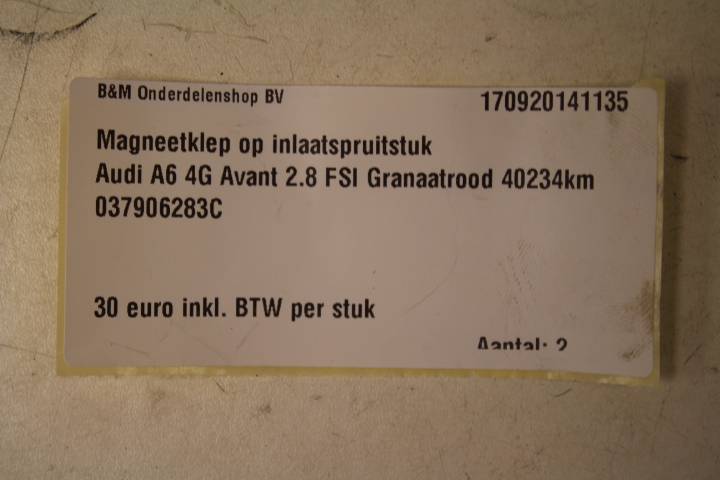 B&M Onderdelenshop BV 170920141135
Magneetklep op inlaatspruitstuk
Audi A6 4G Avant 2.8 FSI Granaatrood 40234km
037906283C
30 euro inkl. BTW per stuk
Aantal: 2